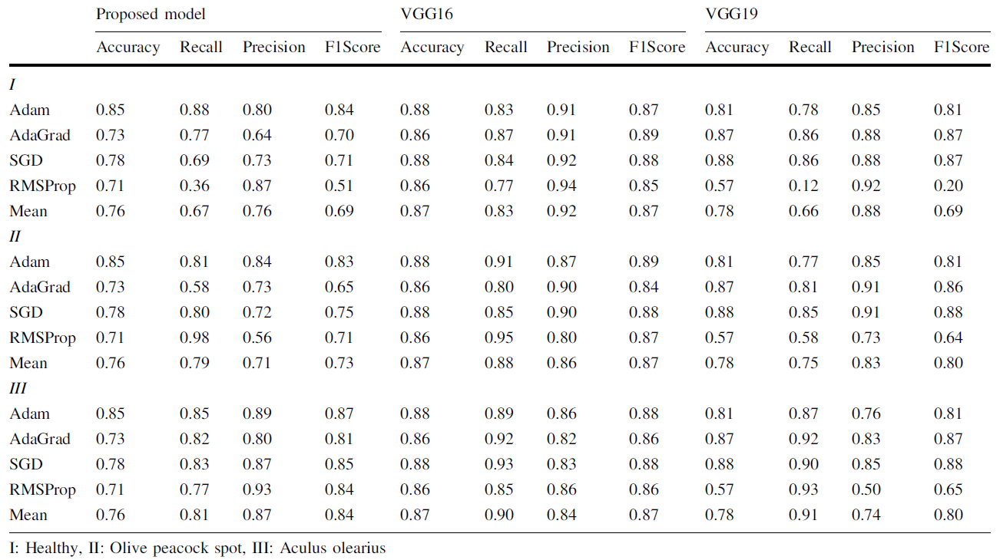 Proposed model VGG16 VGG19
Accuracy Recall Precision F1Score Accuracy Recall Precision F1Score Accuracy Recall Precision F1Score
I
Adam 0.85 0.88 0.80 0.84 0.88 0.83 0.91 0.87 0.81 0.78 0.85 0.81
AdaGrad 0.73 0.77 0.64 0.70 0.86 0.87 0.91 0.89 0.87 0.86 0.88 0.87
SGD 0.78 0.69 0.73 0.71 0.88 0.84 0.92 0.88 0.88 0.86 0.88 0.87
RMSProp 0.71 0.36 0.87 0.51 0.86 0.77 0.94 0.85 0.57 0.12 0.92 0.20
Mean 0.76 0.67 0.76 0.69 0.87 0.83 0.92 0.87 0.78 0.66 0.88 0.69
II
Adam 0.85 0.81 0.84 0.83 0.88 0.91 0.87 0.89 0.81 0.77 0.85 0.81
AdaGrad 0.73 0.58 0.73 0.65 0.86 0.80 0.90 0.84 0.87 0.81 0.91 0.86
SGD 0.78 0.80 0.72 0.75 0.88 0.85 0.90 0.88 0.88 0.85 0.91 0.88
RMSProp 0.71 0.98 0.56 0.71 0.86 0.95 0.80 0.87 0.57 0.58 0.73 0.64
Mean 0.76 0.79 0.71 0.73 0.87 0.88 0.86 0.87 0.78 0.75 0.83 0.80
III
Adam 0.85 0.85 0.89 0.87 0.88 0.89 0.86 0.88 0.81 0.87 0.76 0.81
AdaGrad 0.73 0.82 0.80 0.81 0.86 0.92 0.82 0.86 0.87 0.92 0.83 0.87
SGD 0.78 0.83 0.87 0.85 0.88 0.93 0.83 0.88 0.88 0.90 0.85 0.88
RMSProp 0.71 0.77 0.93 0.84 0.86 0.85 0.86 0.86 0.57 0.93 0.50 0.65
Mean 0.76 0.81 0.87 0.84 0.87 0.90 0.84 0.87 0.78 0.91 0.74 0.80
I: Healthy, II: Olive peacock spot, III: Aculus olearius